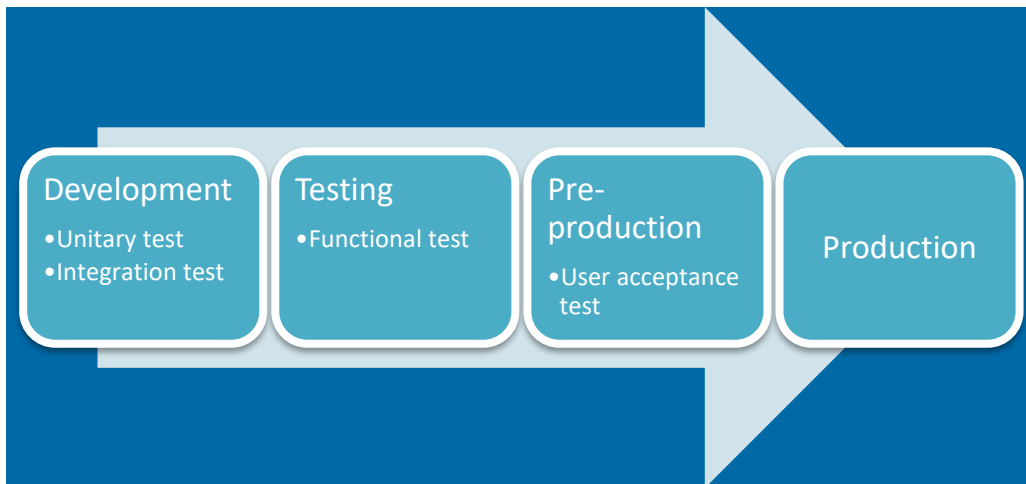 Development
•Unitary test
•Integration test
Testing
•Functional test
Pre-
production
•User acceptance
test
Production